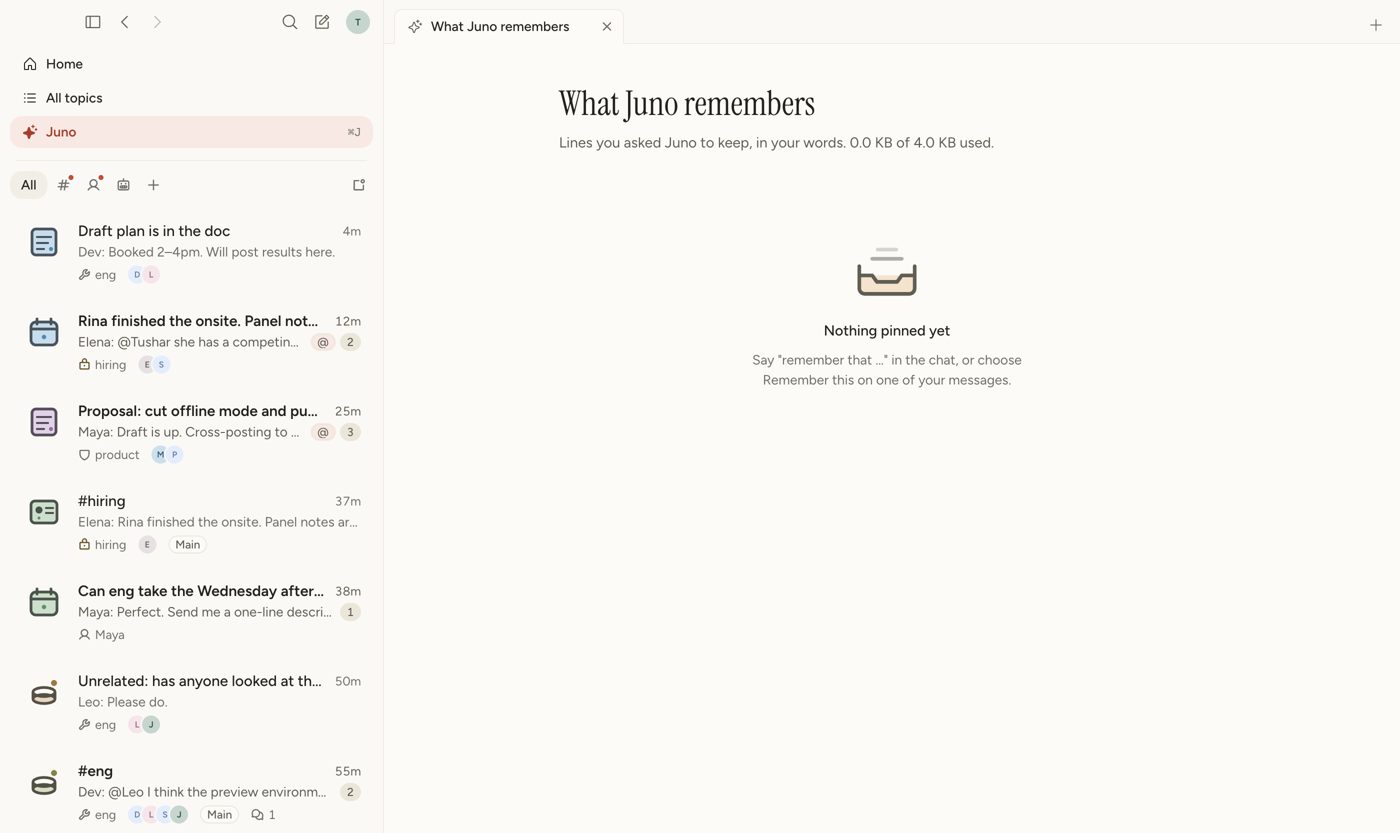 T
What Juno remembers
Home
All topics
Juno ⌘J
All
Draft plan is in the doc 4m
Dev: Booked 2–4pm. Will post results here.
eng D L
Rina finished the onsite. Panel not... 12m
Elena: @Tushar she has a competin... @ 2
hiring E S
Proposal: cut offline mode and pu... 25m
Maya: Draft is up. Cross-posting to ... @ 3
product M P
#hiring 37m
Elena: Rina finished the onsite. Panel notes ar...
hiring E Main
Can eng take the Wednesday after... 38m
Maya: Perfect. Send me a one-line descri... 1
Maya
Unrelated: has anyone looked at th... 50m
Leo: Please do.
eng L J
#eng 55m
Dev: @Leo I think the preview environm... 2
eng D L S J Main 1
What Juno remembers
Lines you asked Juno to keep, in your words. 0.0 KB of 4.0 KB used.
Nothing pinned yet
Say "remember that ..." in the chat, or choose
Remember this on one of your messages.